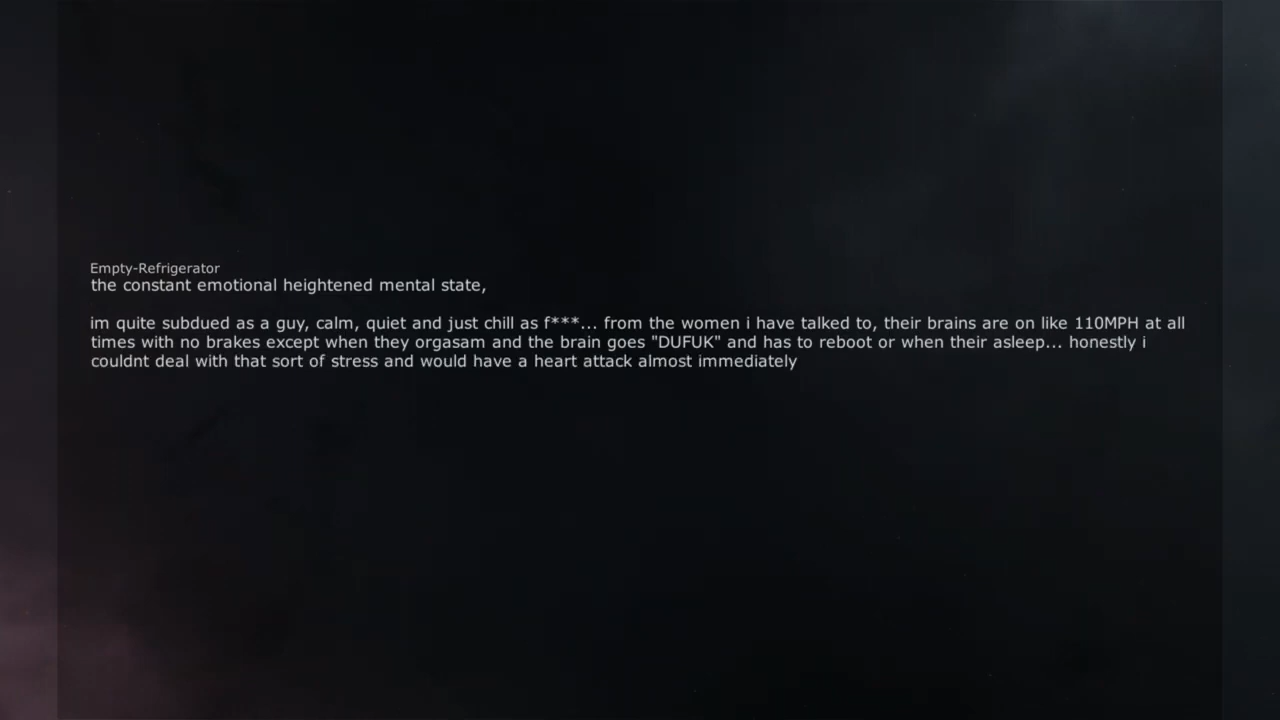 Empty-Refrigerator
the constant emotional heightened mental state,
im quite subdued as a guy, calm, quiet and just chill as f***... from the women i have talked to, their brains are on like 110MPH at all
times with no brakes except when they orgasam and the brain goes "DUFUK" and has to reboot or when their asleep... honestly i
couldnt deal with that sort of stress and would have a heart attack almost immediately